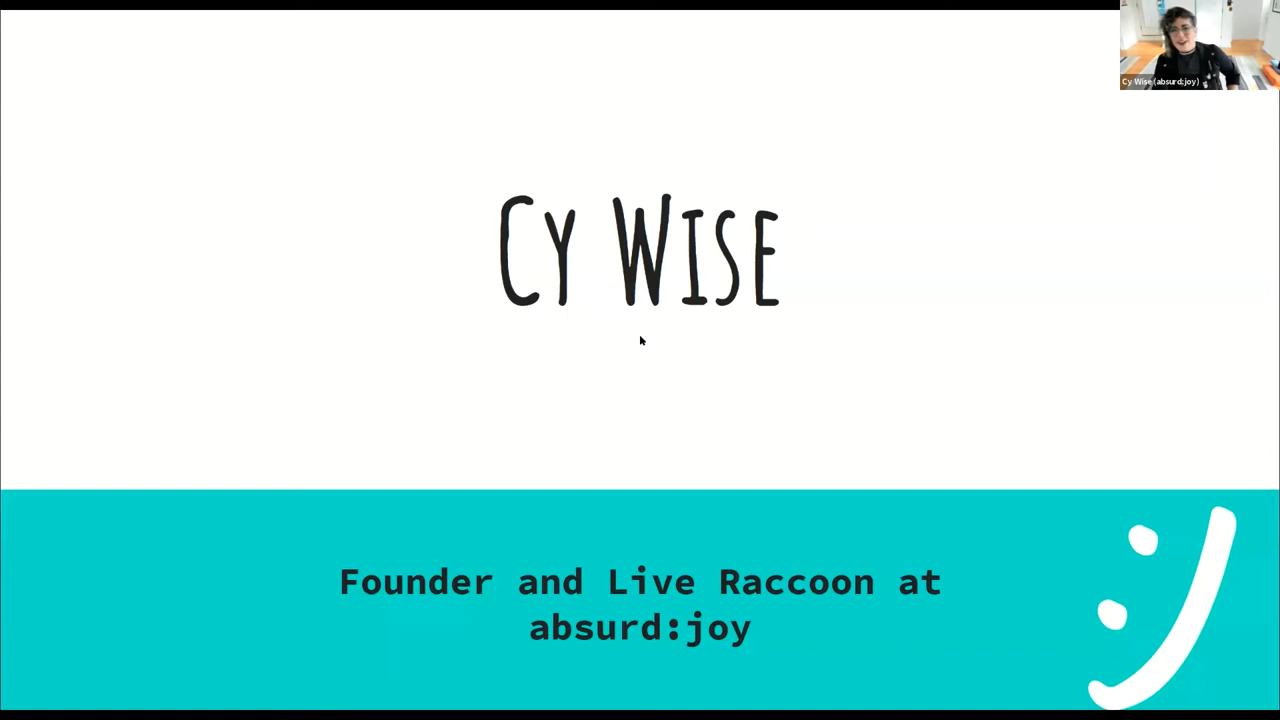 Cy Wise (absurd:joy)
Cy Wise
Founder and Live Raccoon at
absurd:joy